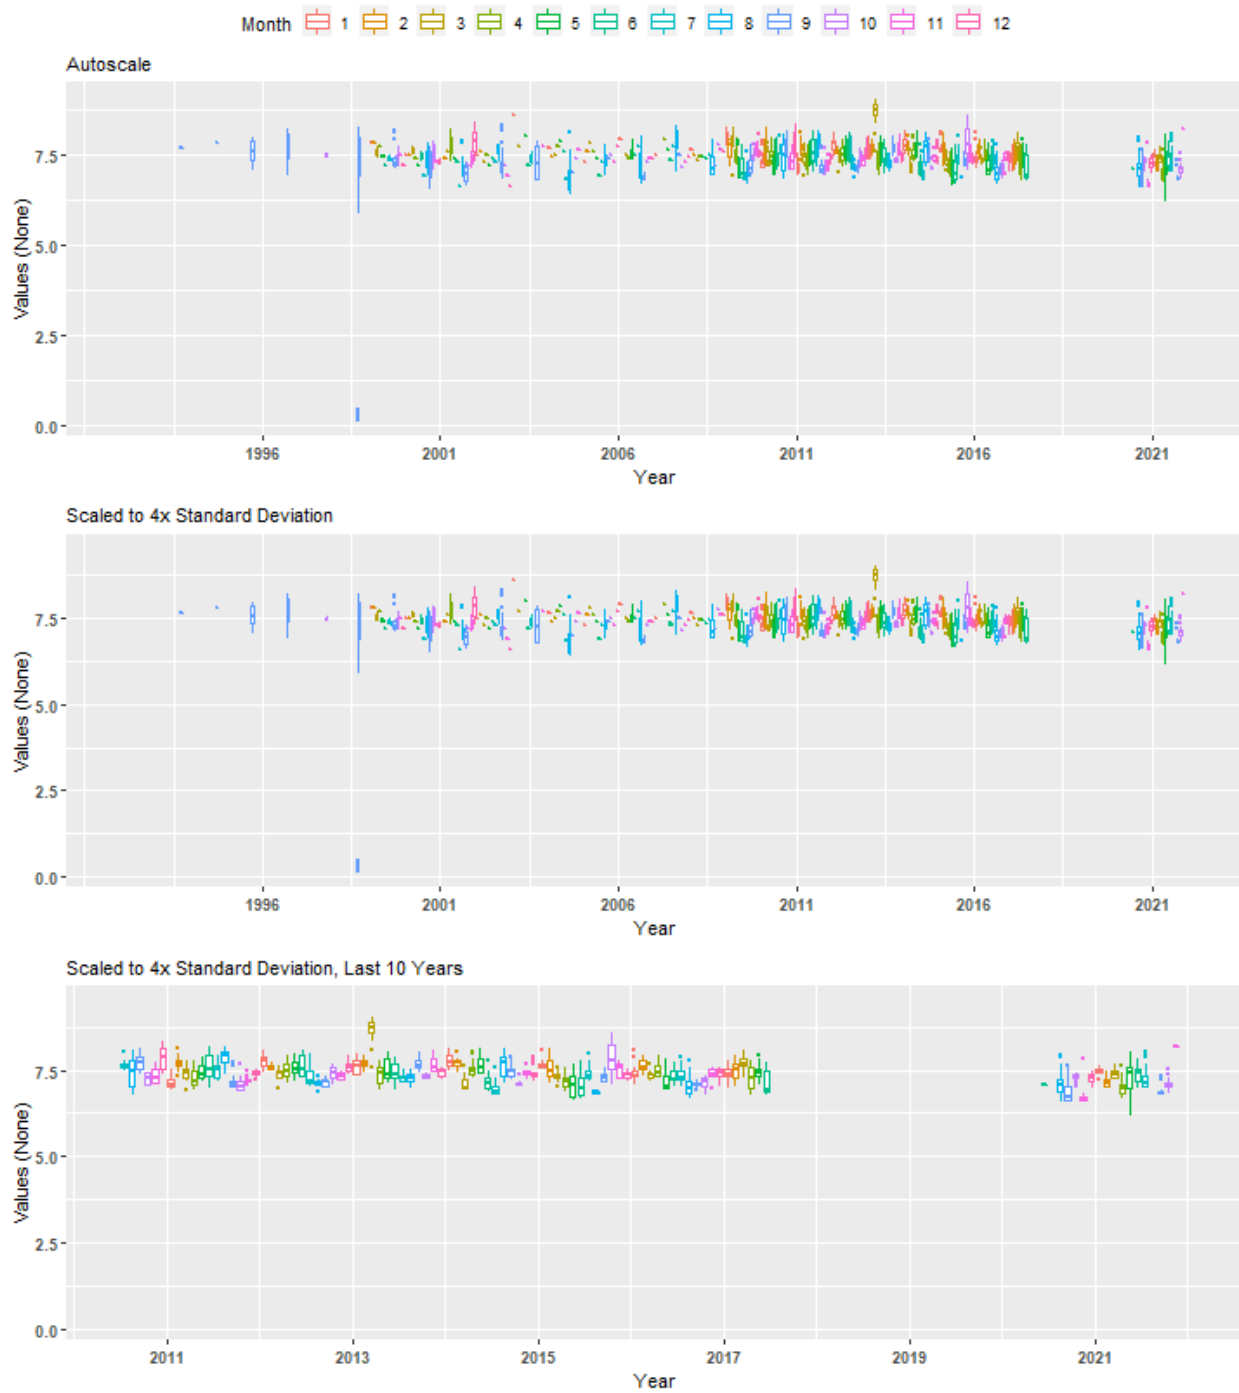 Month 1 2 3 4 5 6 7 8 9 10 11 12
Autoscale
Values (None)
7.5
5.0
2.5
0.0
1996 2001 2006 2011 2016 2021
Year
Scaled to 4x Standard Deviation
Values (None)
7.5
5.0
2.5
0.0
1996 2001 2006 2011 2016 2021
Year
Scaled to 4x Standard Deviation, Last 10 Years
Values (None)
7.5
5.0
2.5
0.0
2011 2013 2015 2017 2019 2021
Year